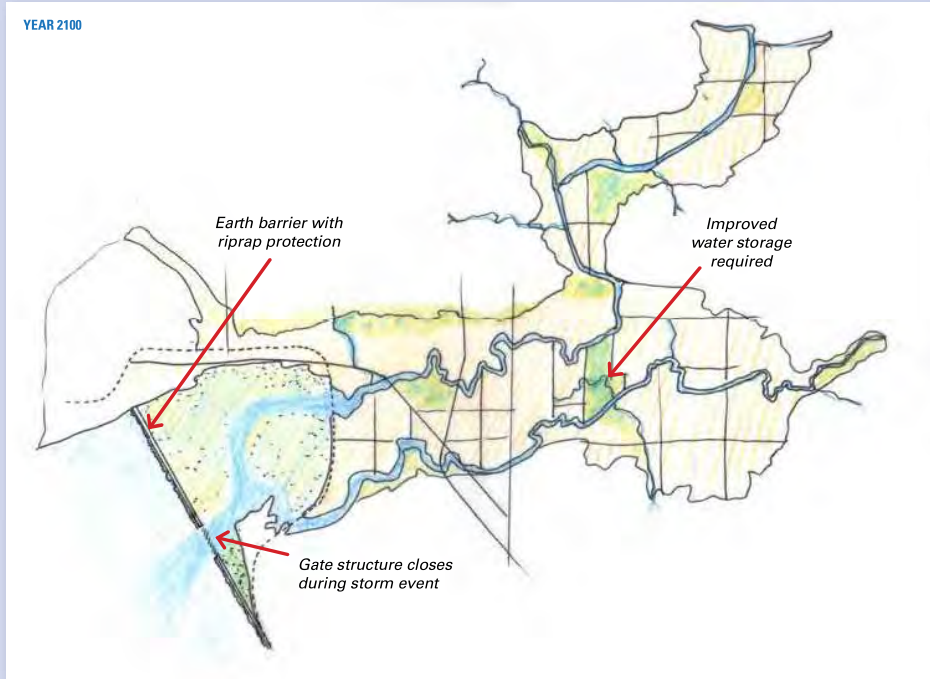 YEAR 2100
Earth barrier with
riprap protection
Improved
water storage
required
Gate structure closes
during storm event